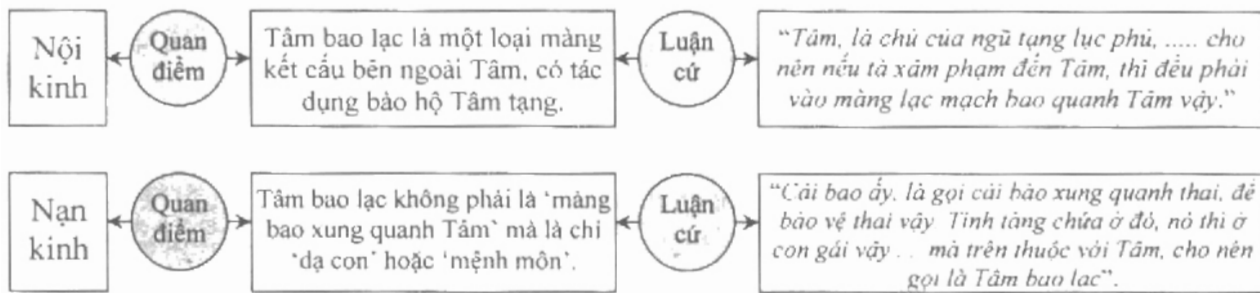 Nội kinh
Quan điểm
Tâm bao lạc là một loại màng
kết cấu bên ngoài Tâm, có tác
dụng bảo hộ Tâm tạng.
Luận cứ
“Tâm, là chủ của ngũ tạng lục phủ, ..... cho
nên nếu tà xâm phạm đến Tâm, thì đều phải
vào màng lạc mạch bao quanh Tâm vậy.”
Nạn kinh
Quan điểm
Tâm bao lạc không phải là ‘màng
bao xung quanh Tâm‘ mà là chỉ
‘dạ con’ hoặc ‘mệnh môn’.
Luận cứ
“Cái bao ấy, là gọi cái bào xung quanh thai, để
bảo vệ thai vậy Tinh tàng chứa ở đó, nó thì ở
con gái vậy . . mà trên thuộc với Tâm, cho nên
gọi là Tâm bao lạc”.